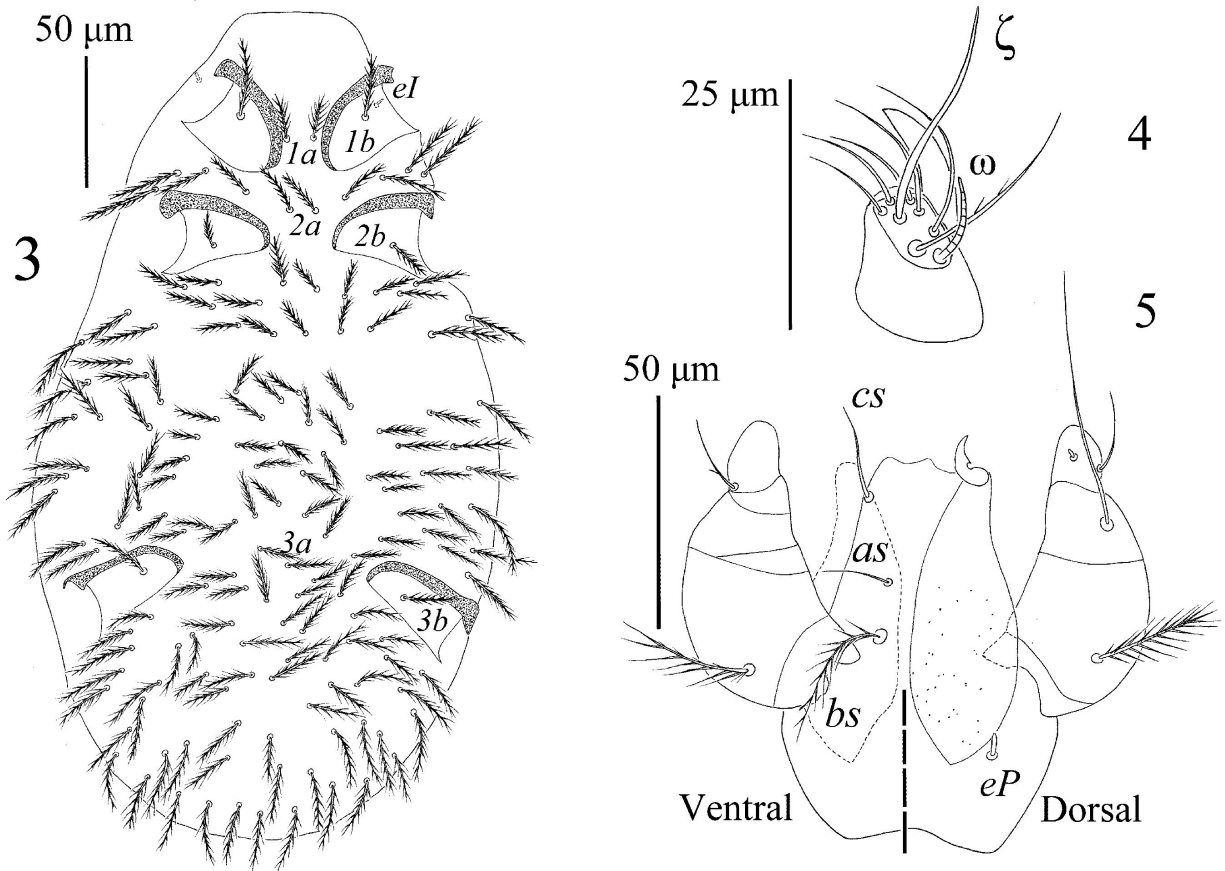 50 μm
eI
1a
1b
2a
2b
3
3a
3b
ζ
25 μm
4
ω
5
50 μm
cs
as
bs
eP
Ventral
Dorsal